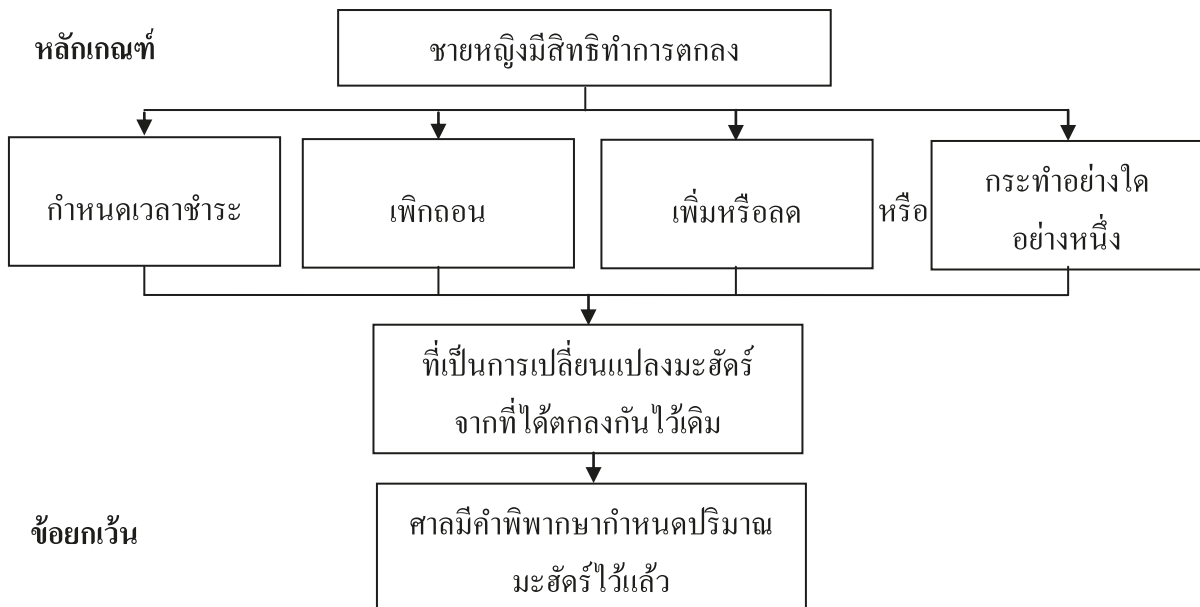 หลักเกณฑ์
ชายหญิงมีสิทธิทำการตกลง
กำหนดเวลาชำระ
เพิกถอน
เพิ่มหรือลด
หรือ
กระทำอย่างใด
อย่างหนึ่ง
ที่เป็นการเปลี่ยนแปลงมะฮัดร์
จากที่ได้ตกลงกันไว้เดิม
ข้อยกเว้น
ศาลมีคำพิพากษากำหนดปริมาณ
มะฮัดร์ไว้แล้ว